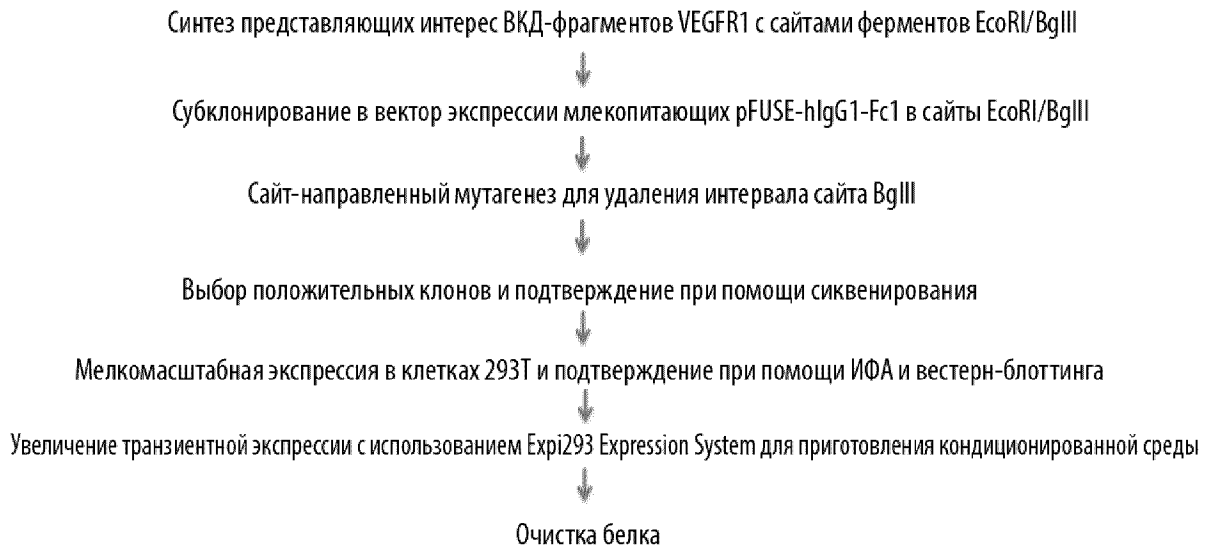 Синтез представляющих интерес ВКД-фрагментов VEGFR1 с сайтами ферментов EcoRI/BglII
Субклонирование в вектор экспрессии млекопитающих pFUSE-hIgG1-Fc1 в сайты EcoRI/BglII
Сайт-направленный мутагенез для удаления интервала сайта BglII
Выбор положительных клонов и подтверждение при помощи сиквенирования
Мелкомасштабная экспрессия в клетках 293T и подтверждение при помощи ИФА и вестерн-блоттинга
Увеличение транзиентной экспрессии с использованием Expi293 Expression System для приготовления кондиционированной среды
Очистка белка